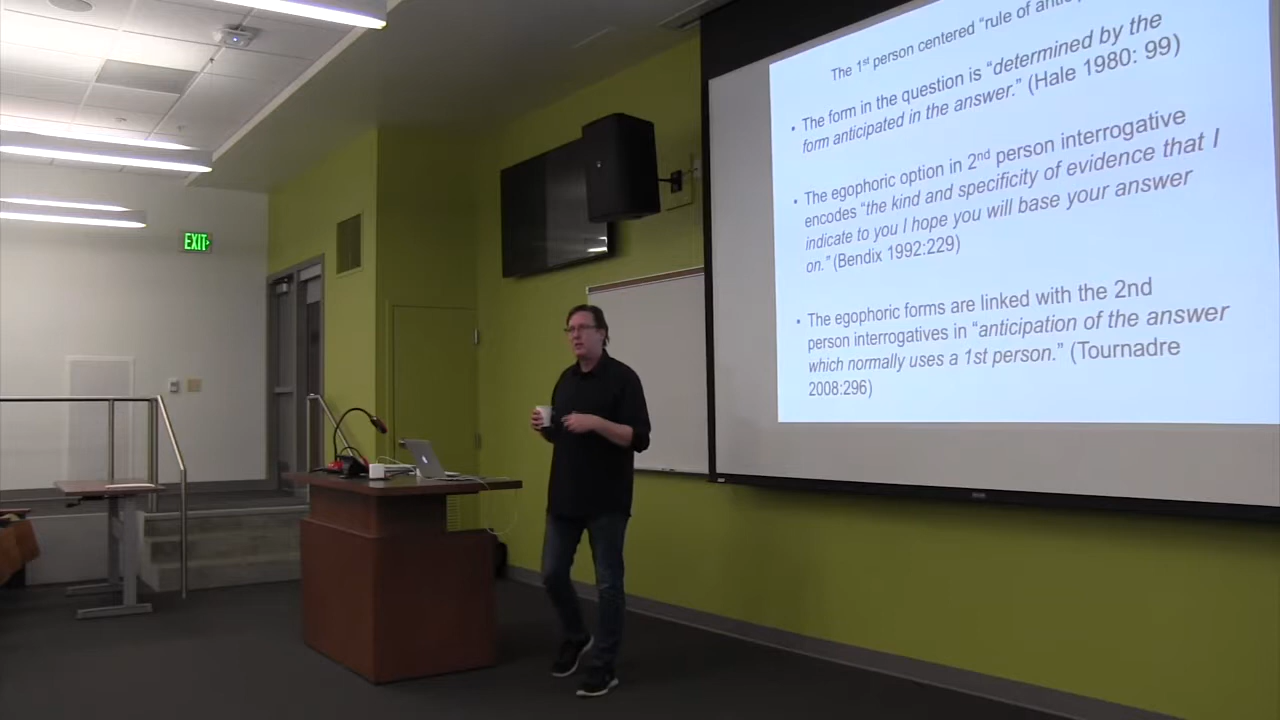 EXIT
The 1st person centered "rule of
• The form in the question is "determined by the
form anticipated in the answer." (Hale 1980: 99)
• The egophoric option in 2nd person interrogative
encodes "the kind and specificity of evidence that I
indicate to you I hope you will base your answer
on." (Bendix 1992:229)
• The egophoric forms are linked with the 2nd
person interrogatives in "anticipation of the answer
which normally uses a 1st person." (Tournadre
2008:296)